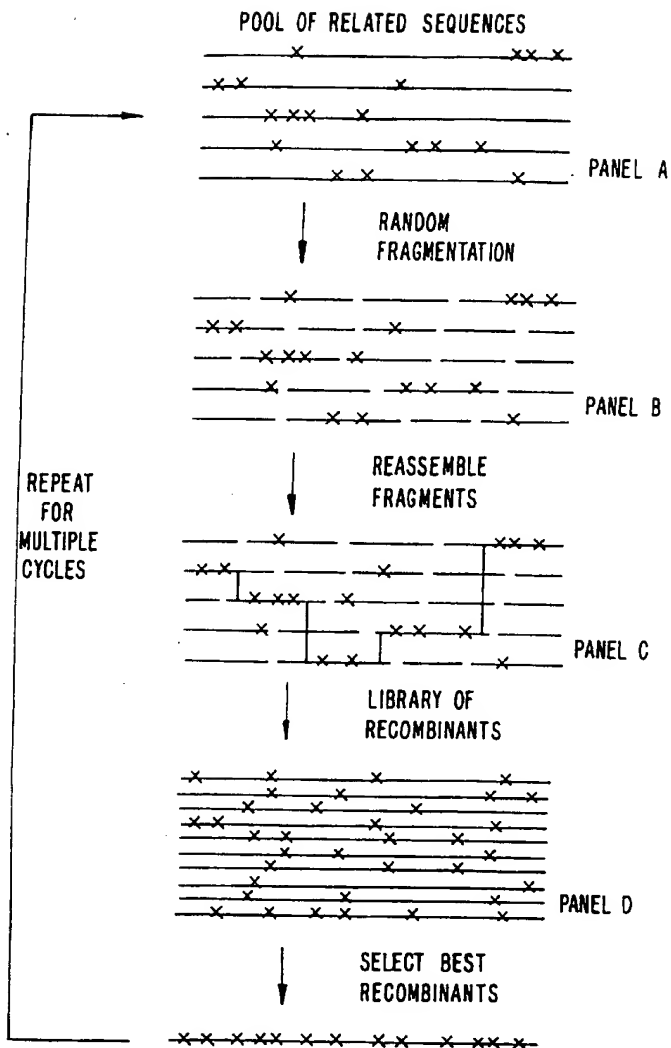 POOL OF RELATED SEQUENCES
PANEL A
RANDOM
FRAGMENTATION
PANEL B
REASSEMBLE
FRAGMENTS
REPEAT
FOR
MULTIPLE
CYCLES
PANEL C
LIBRARY OF
RECOMBINANTS
PANEL D
SELECT BEST
RECOMBINANTS